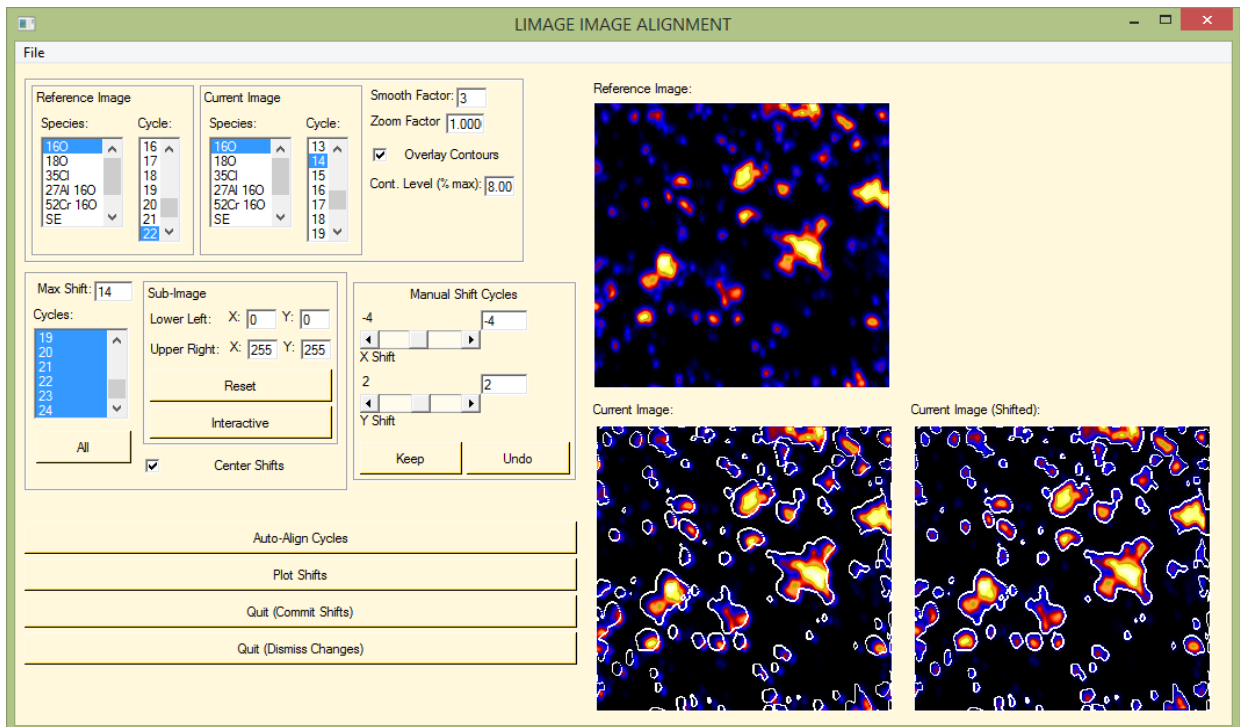 LIMAGE IMAGE ALIGNMENT
File
Reference Image
Species:
Cycle:
16O
18O
35Cl
27Al 16O
52Cr 16O
SE
16
17
18
19
20
21
22
Current Image
Species:
Cycle:
16O
18O
35Cl
27Al 16O
52Cr 16O
SE
13
14
15
16
17
18
19
Smooth Factor: 3
Zoom Factor 1.000
Overlay Contours
Cont. Level (% max): 8.00
Max Shift: 14
Cycles:
19
20
21
22
23
24
All
Sub-Image
Lower Left: X: 0 Y: 0
Upper Right: X: 255 Y: 255
Reset
Interactive
Center Shifts
Manual Shift Cycles
-4
-4
X Shift
2
2
Y Shift
Keep
Undo
Auto-Align Cycles
Plot Shifts
Quit (Commit Shifts)
Quit (Dismiss Changes)
Reference Image:
Current Image:
Current Image (Shifted):